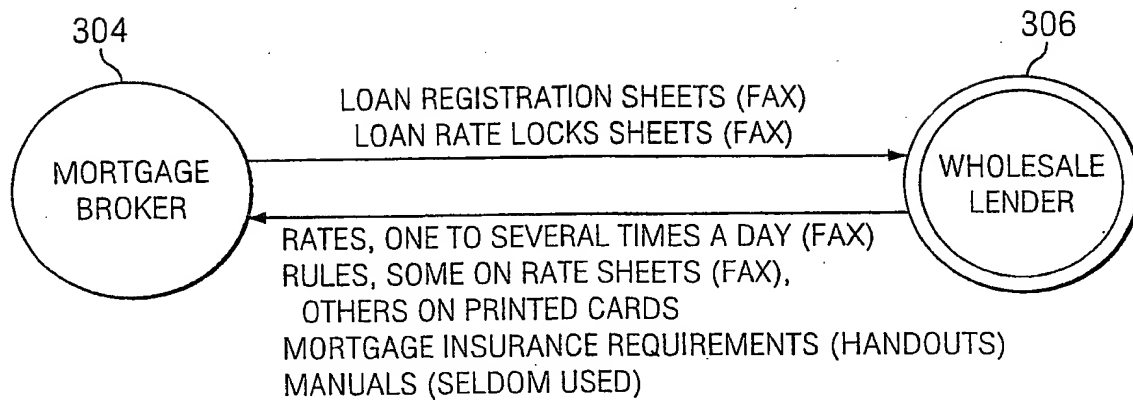 304
306
LOAN REGISTRATION SHEETS (FAX)
LOAN RATE LOCKS SHEETS (FAX)
MORTGAGE
BROKER
WHOLESALE
LENDER
RATES, ONE TO SEVERAL TIMES A DAY (FAX)
RULES, SOME ON RATE SHEETS (FAX),
OTHERS ON PRINTED CARDS
MORTGAGE INSURANCE REQUIREMENTS (HANDOUTS)
MANUALS (SELDOM USED)